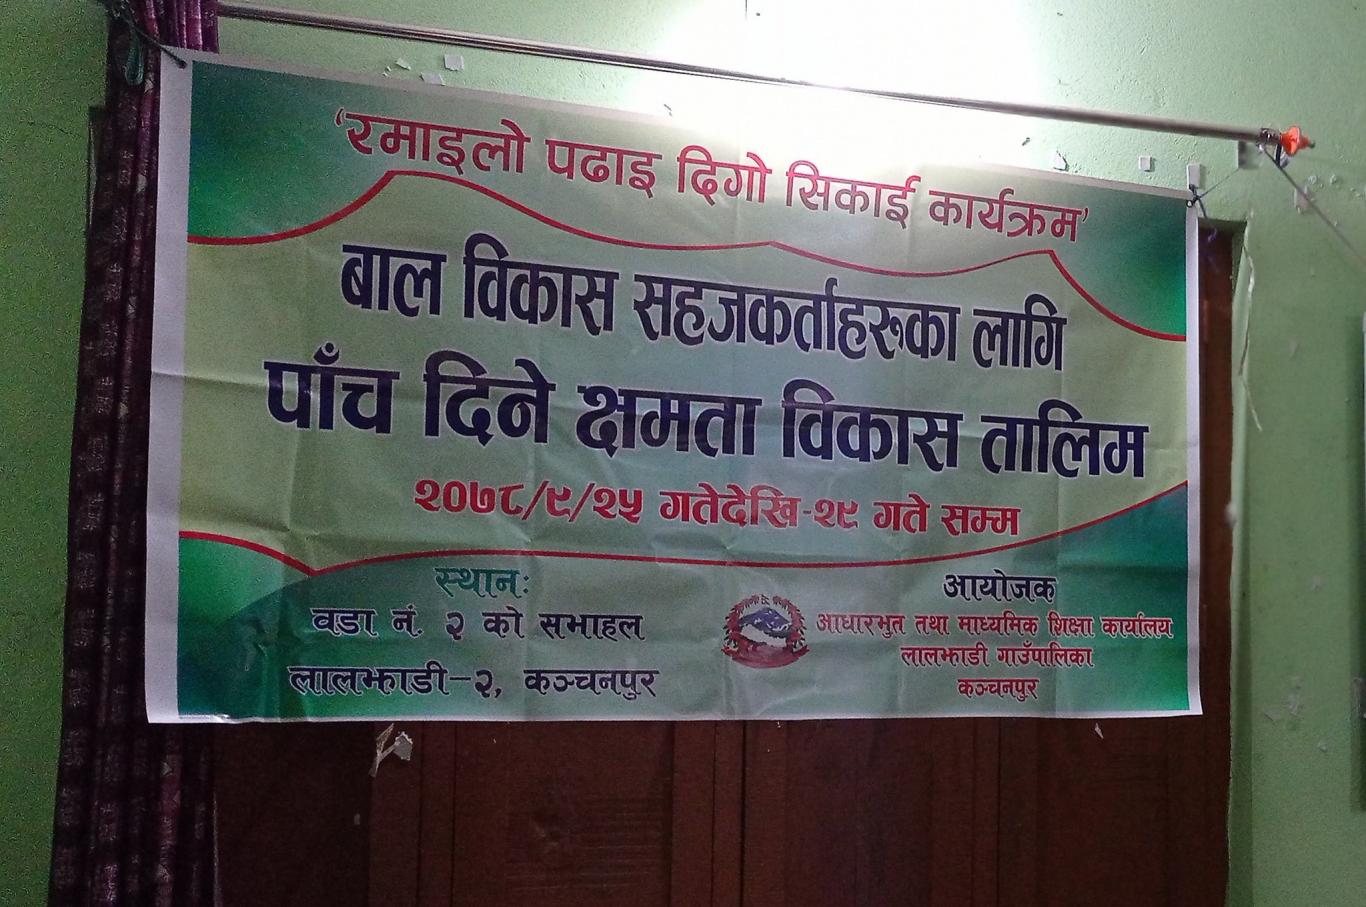 ‘रमाइलो पढाइ दिगो सिकाई कार्यक्रम’
बाल विकास सहजकर्ताहरुका लागि
पाँच दिने क्षमता विकास तालिम
२०७८/९/२५ गतेदेखि-२९ गते सम्म
स्थानः
वडा नं. २ को सभाहल
लालझाडी-२, कञ्चनपुर
आयोजक
आधारभुत तथा माध्यमिक शिक्षा कार्यालय
लालझाडी गाउँपालिका
कञ्चनपुर